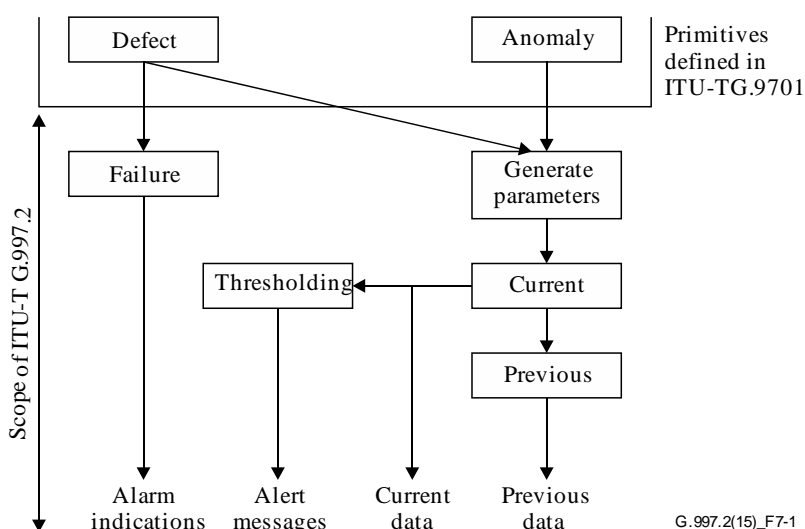 Defect
Anomaly
Primitives
defined in
ITU-TG.9701
Failure
Generate
parameters
Scope of ITU-T G.997.2
Thresholding
Current
Previous
Alarm
indications
Alert
messages
Current
data
Previous
data
G.997.2(15)_F7-1